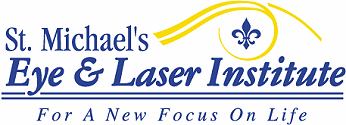 St. Michael's
Eye & Laser Institute
For A New Focus On Life